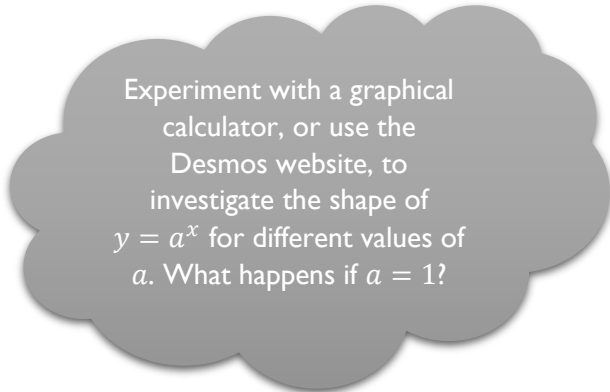 Experiment with a graphical
calculator, or use the
Desmos website, to
investigate the shape of
𝑦 = 𝑎ˣ for different values of
𝑎. What happens if 𝑎 = 1?